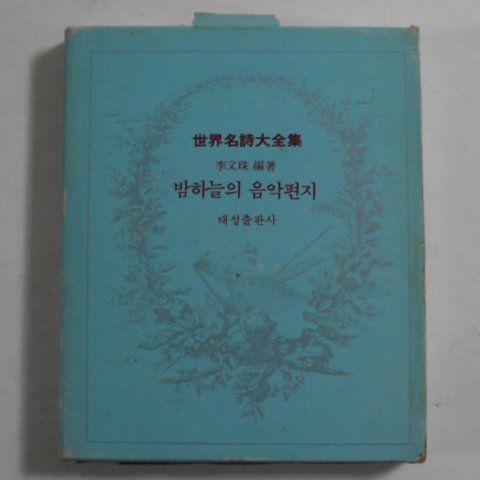 世界名詩大全集
李文珠 編著
밤하늘의 음악편지
태성출판사